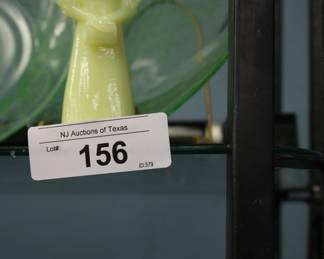 NJ Auctions of Texas
Lot#: 156
ID:379